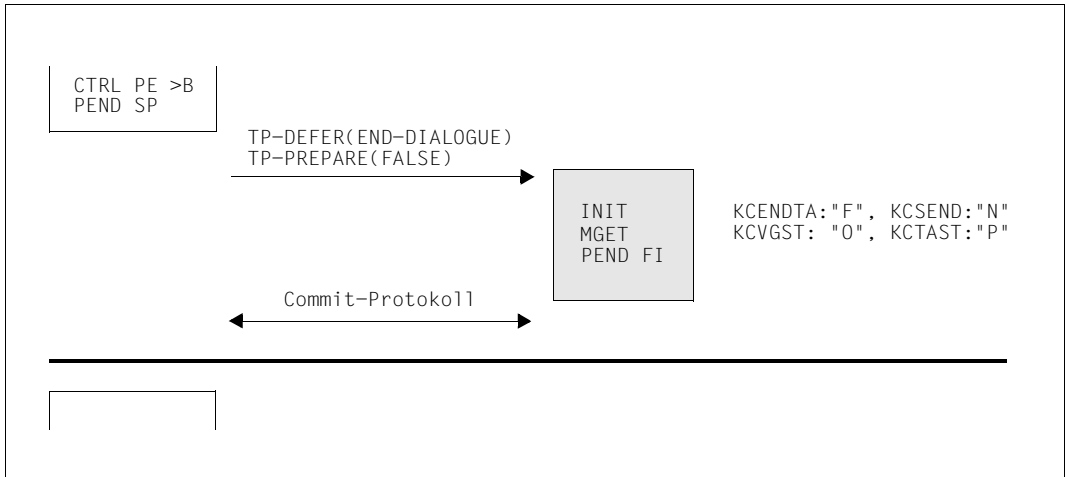 CTRL PE >B
PEND SP
TP-DEFER(END-DIALOGUE)
TP-PREPARE(FALSE)
INIT
MGET
PEND FI
KCENDTA:"F", KCSEND:"N"
KCVGST: "O", KCTAST:"P"
Commit-Protokoll